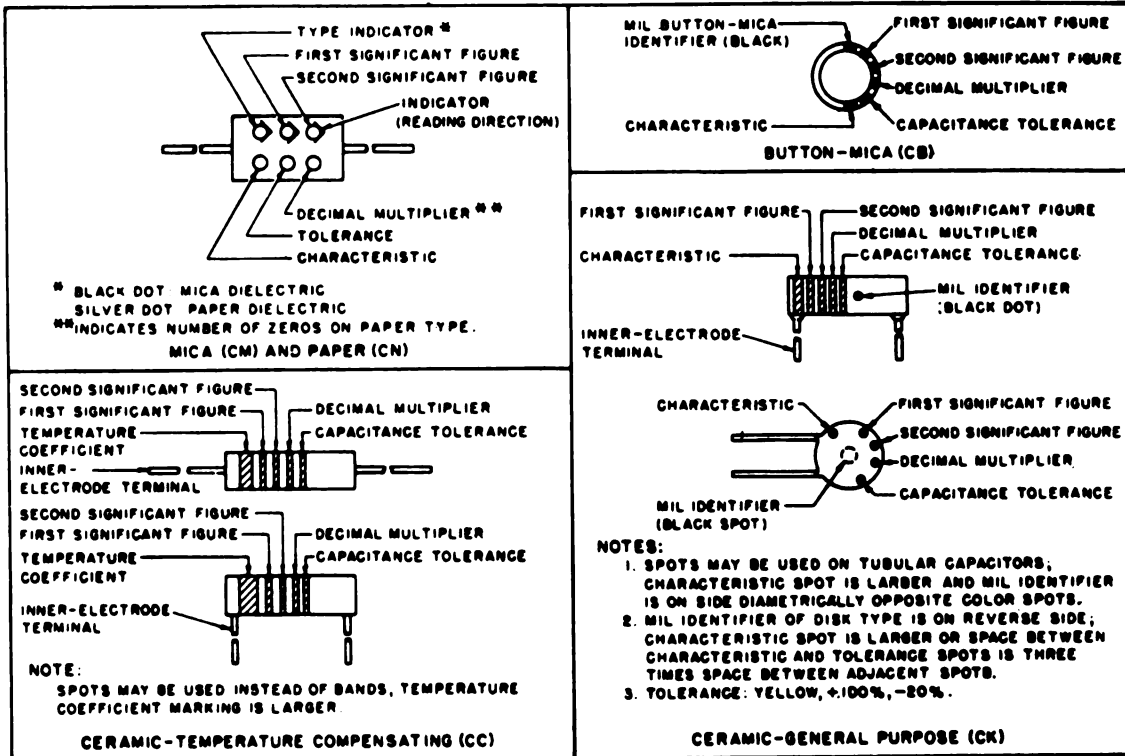 TYPE INDICATOR *
FIRST SIGNIFICANT FIGURE
SECOND SIGNIFICANT FIGURE
INDICATOR
(READING DIRECTION)
DECIMAL MULTIPLIER **
TOLERANCE
CHARACTERISTIC
* BLACK DOT MICA DIELECTRIC
SILVER DOT PAPER DIELECTRIC
**INDICATES NUMBER OF ZEROS ON PAPER TYPE.
MICA (CM) AND PAPER (CN)
MIL BUTTON-MICA
IDENTIFIER (BLACK)
FIRST SIGNIFICANT FIGURE
SECOND SIGNIFICANT FIGURE
DECIMAL MULTIPLIER
CHARACTERISTIC
CAPACITANCE TOLERANCE
BUTTON-MICA (CB)
SECOND SIGNIFICANT FIGURE
FIRST SIGNIFICANT FIGURE
DECIMAL MULTIPLIER
TEMPERATURE
COEFFICIENT
CAPACITANCE TOLERANCE
INNER-
ELECTRODE TERMINAL
SECOND SIGNIFICANT FIGURE
FIRST SIGNIFICANT FIGURE
DECIMAL MULTIPLIER
TEMPERATURE
COEFFICIENT
CAPACITANCE TOLERANCE
INNER-ELECTRODE
TERMINAL
NOTE:
SPOTS MAY BE USED INSTEAD OF BANDS, TEMPERATURE
COEFFICIENT MARKING IS LARGER
CERAMIC-TEMPERATURE COMPENSATING (CC)
FIRST SIGNIFICANT FIGURE
SECOND SIGNIFICANT FIGURE
DECIMAL MULTIPLIER
CHARACTERISTIC
CAPACITANCE TOLERANCE
MIL IDENTIFIER
(BLACK DOT)
INNER-ELECTRODE
TERMINAL
CHARACTERISTIC
FIRST SIGNIFICANT FIGURE
SECOND SIGNIFICANT FIGURE
DECIMAL MULTIPLIER
CAPACITANCE TOLERANCE
MIL IDENTIFIER
(BLACK SPOT)
NOTES:
1. SPOTS MAY BE USED ON TUBULAR CAPACITORS;
CHARACTERISTIC SPOT IS LARGER AND MIL IDENTIFIER
IS ON SIDE DIAMETRICALLY OPPOSITE COLOR SPOTS.
2. MIL IDENTIFIER OF DISK TYPE IS ON REVERSE SIDE;
CHARACTERISTIC SPOT IS LARGER OR SPACE BETWEEN
CHARACTERISTIC AND TOLERANCE SPOTS IS THREE
TIMES SPACE BETWEEN ADJACENT SPOTS.
3. TOLERANCE: YELLOW, +100%, -20%.
CERAMIC-GENERAL PURPOSE (CK)